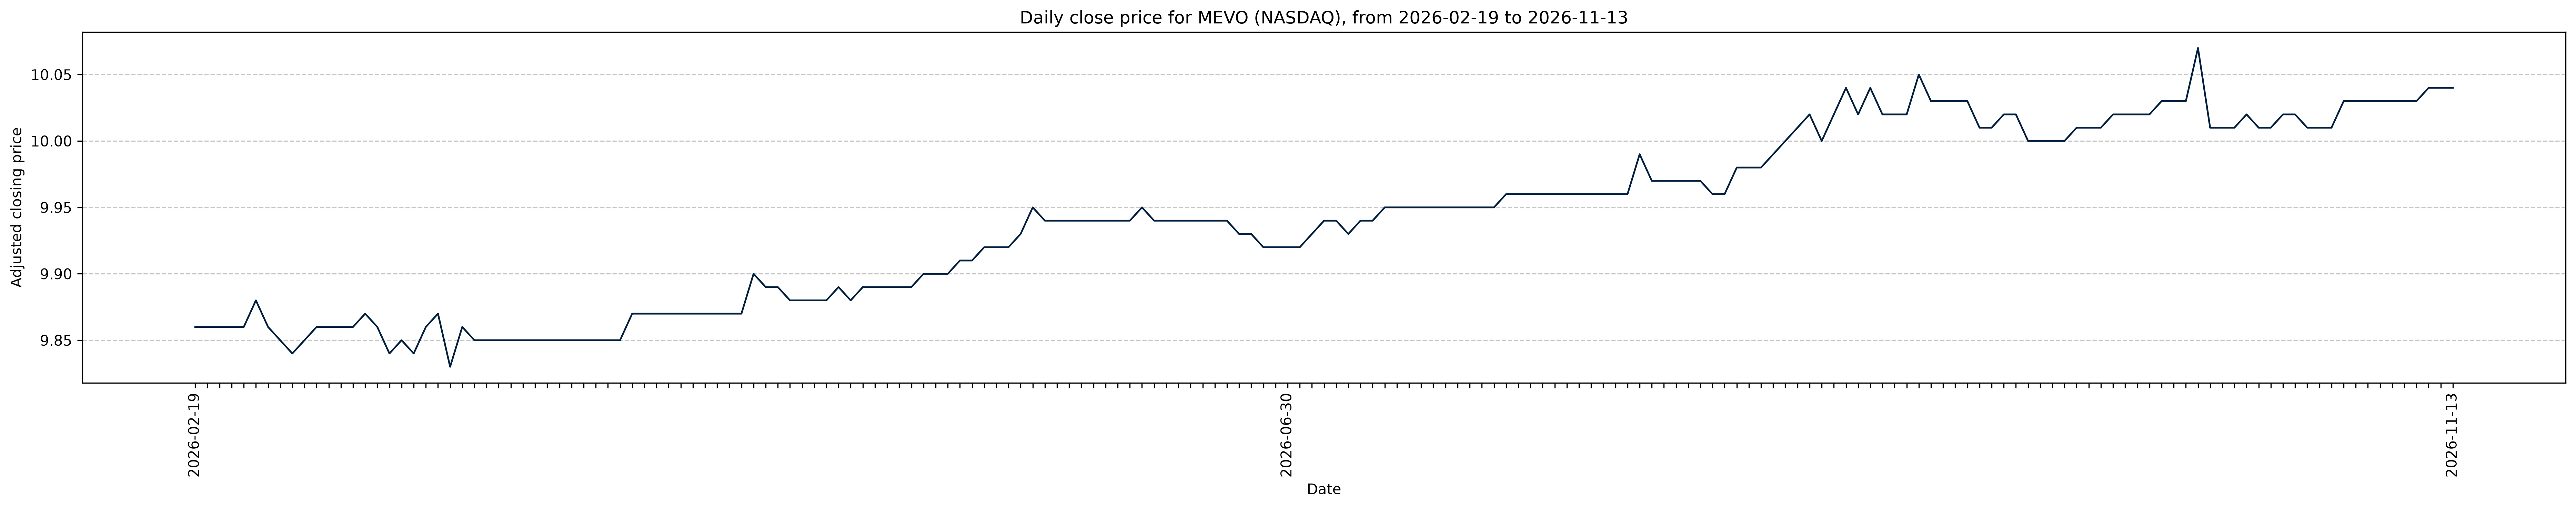 Daily close price for MEVO (NASDAQ), from 2026-02-19 to 2026-11-13
Adjusted closing price
10.05
10.00
9.95
9.90
9.85
2026-02-19
2026-06-30
2026-11-13
Date